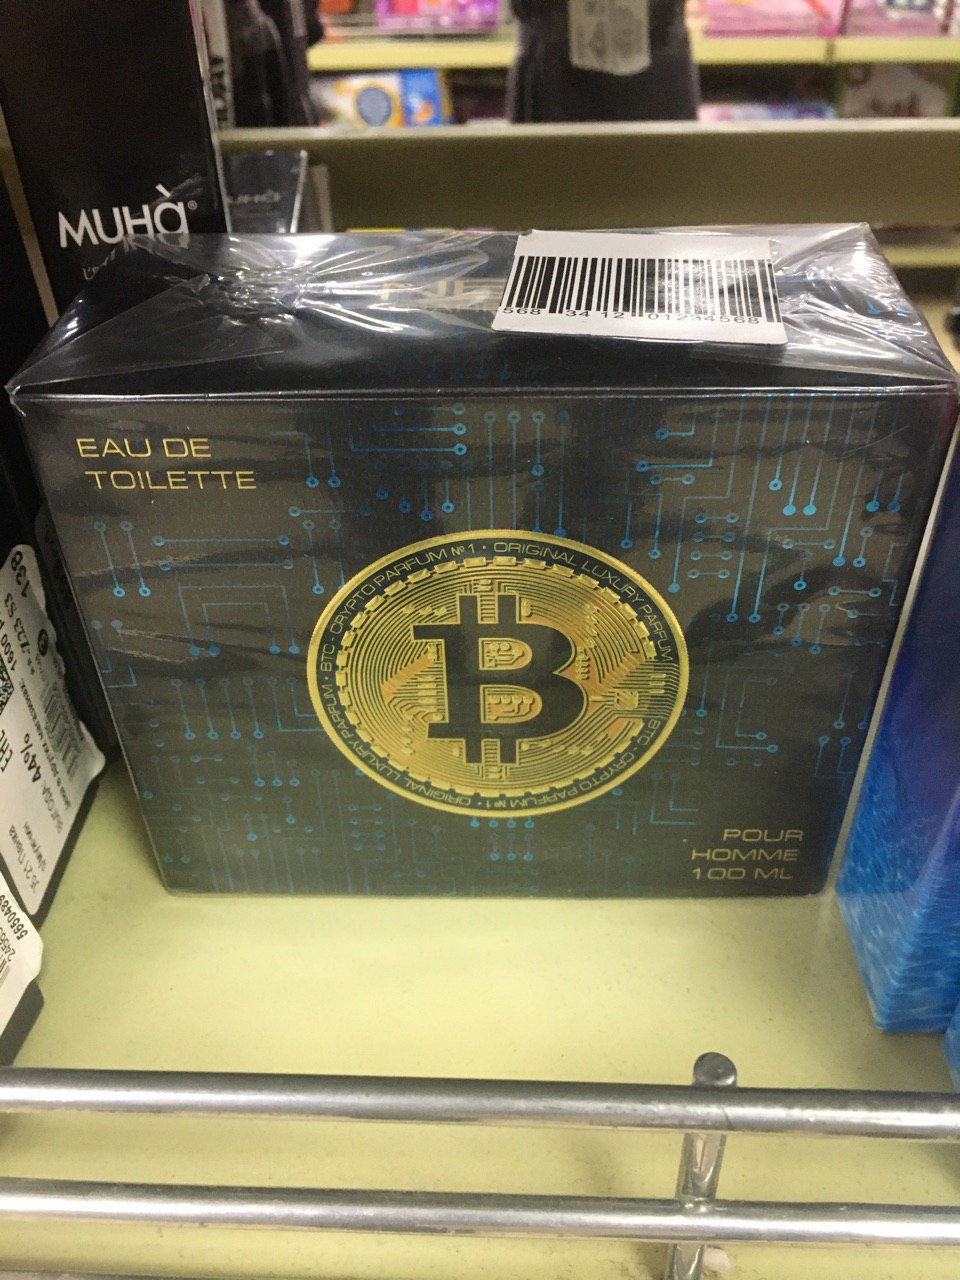 MUHÀ®
568 34 12 01234568
EAU DE
TOILETTE
BTC - CRYPTO PARFUM №1 • ORIGINAL LUXURY PARFUM
BTC - CRYPTO PARFUM №1 • ORIGINAL LUXURY PARFUM •
POUR
HOMME
100 ML
44%